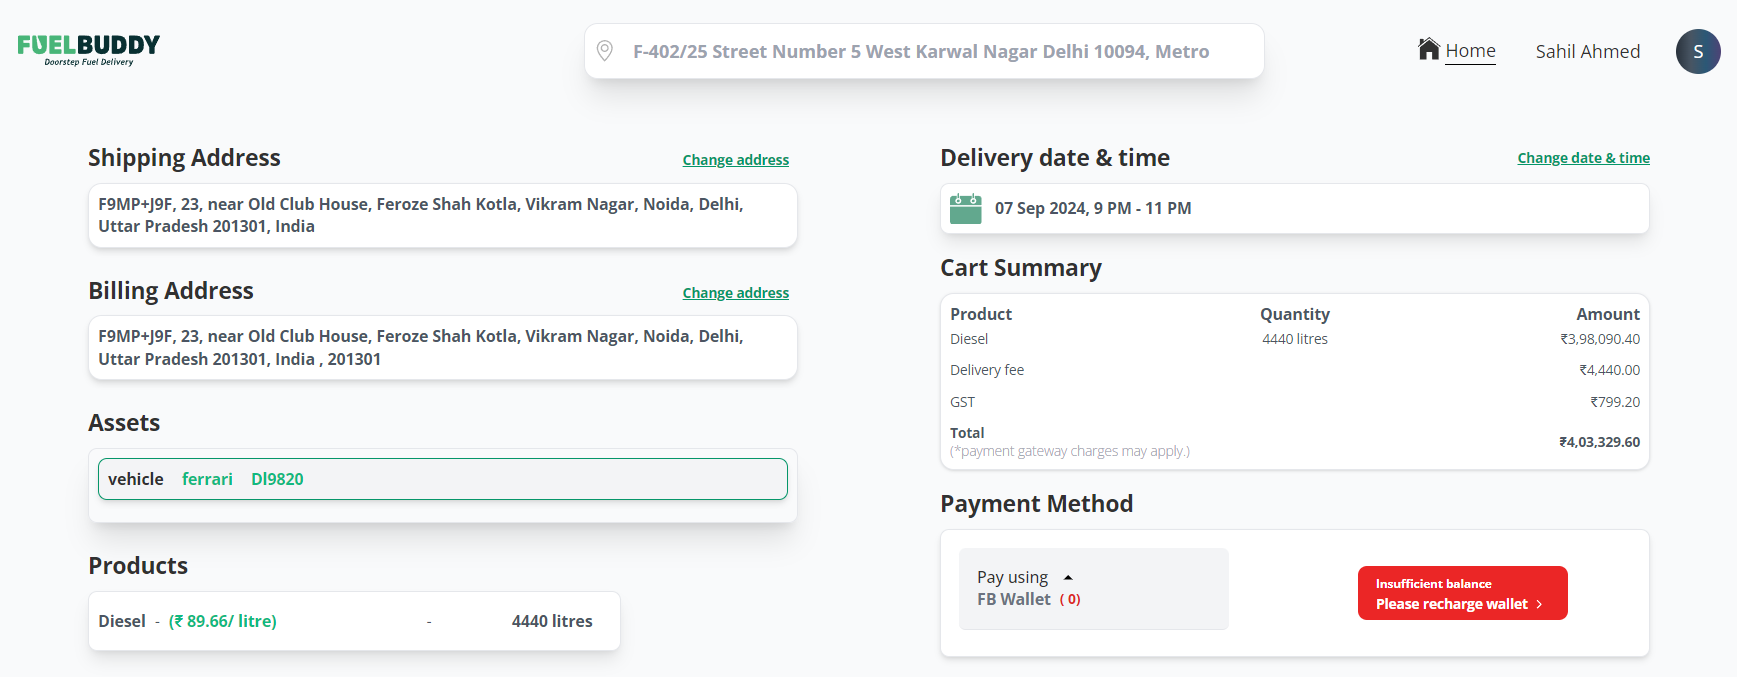 FUELBUDDY
Doorstep Fuel Delivery
F-402/25 Street Number 5 West Karwal Nagar Delhi 10094, Metro
Home
Sahil Ahmed
S
Shipping Address
Change address
F9MP+J9F, 23, near Old Club House, Feroze Shah Kotla, Vikram Nagar, Noida, Delhi,
Uttar Pradesh 201301, India
Billing Address
Change address
F9MP+J9F, 23, near Old Club House, Feroze Shah Kotla, Vikram Nagar, Noida, Delhi,
Uttar Pradesh 201301, India , 201301
Assets
vehicle ferrari Dl9820
Products
Diesel - (₹ 89.66/ litre) - 4440 litres
Delivery date & time
Change date & time
07 Sep 2024, 9 PM - 11 PM
Cart Summary
Product Quantity Amount
Diesel 4440 litres ₹3,98,090.40
Delivery fee ₹4,440.00
GST ₹799.20
Total ₹4,03,329.60
(*payment gateway charges may apply.)
Payment Method
Pay using
FB Wallet ( 0)
Insufficient balance
Please recharge wallet >